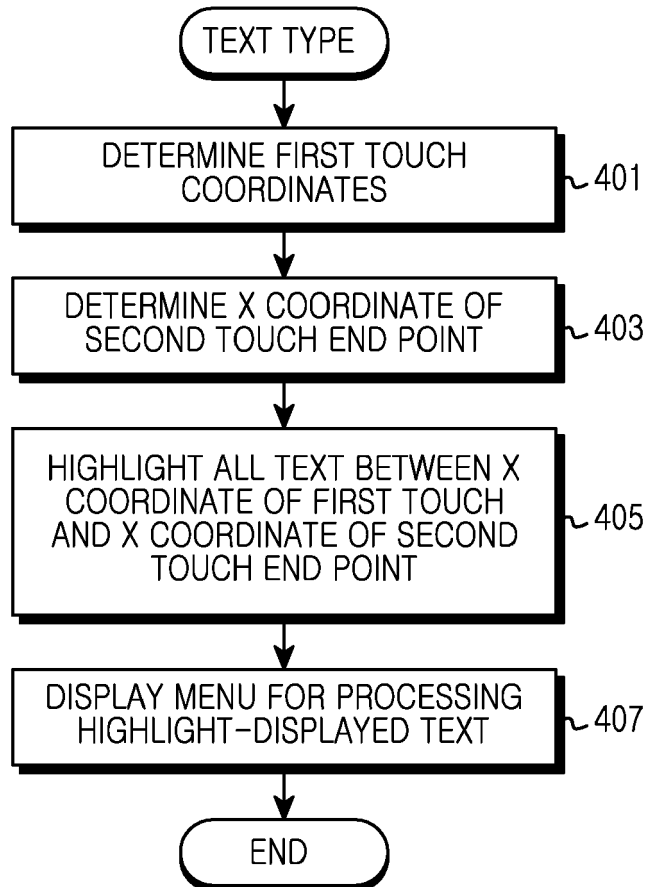 TEXT TYPE
DETERMINE FIRST TOUCH
COORDINATES
401
DETERMINE X COORDINATE OF
SECOND TOUCH END POINT
403
HIGHLIGHT ALL TEXT BETWEEN X
COORDINATE OF FIRST TOUCH
AND X COORDINATE OF SECOND
TOUCH END POINT
405
DISPLAY MENU FOR PROCESSING
HIGHLIGHT-DISPLAYED TEXT
407
END